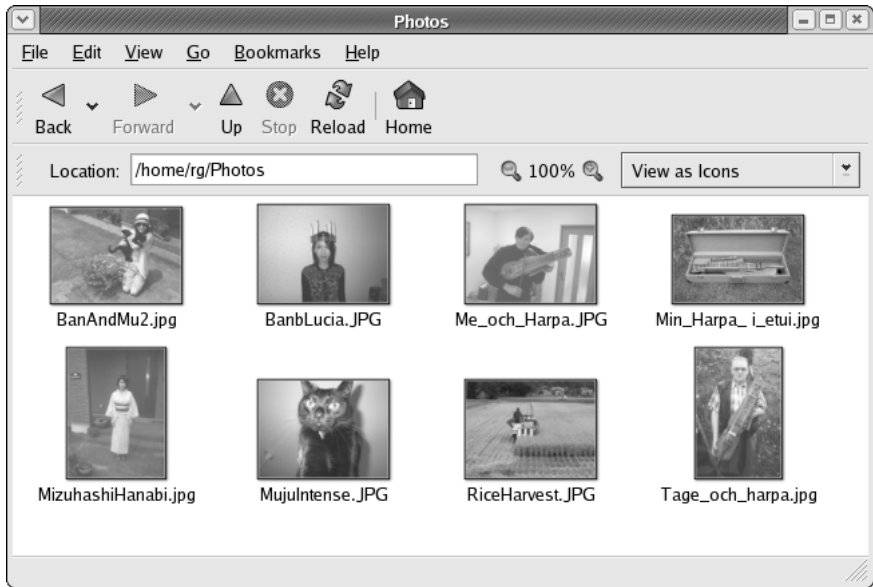 Photos
File Edit View Go Bookmarks Help
Back Forward Up Stop Reload Home
Location: /home/rg/Photos 100% View as Icons
BanAndMu2.jpg BanbLucia.JPG Me_och_Harpa.JPG Min_Harpa_ i_etui.jpg
MizuhashiHanabi.jpg MujuIntense.JPG RiceHarvest.JPG Tage_och_harpa.jpg